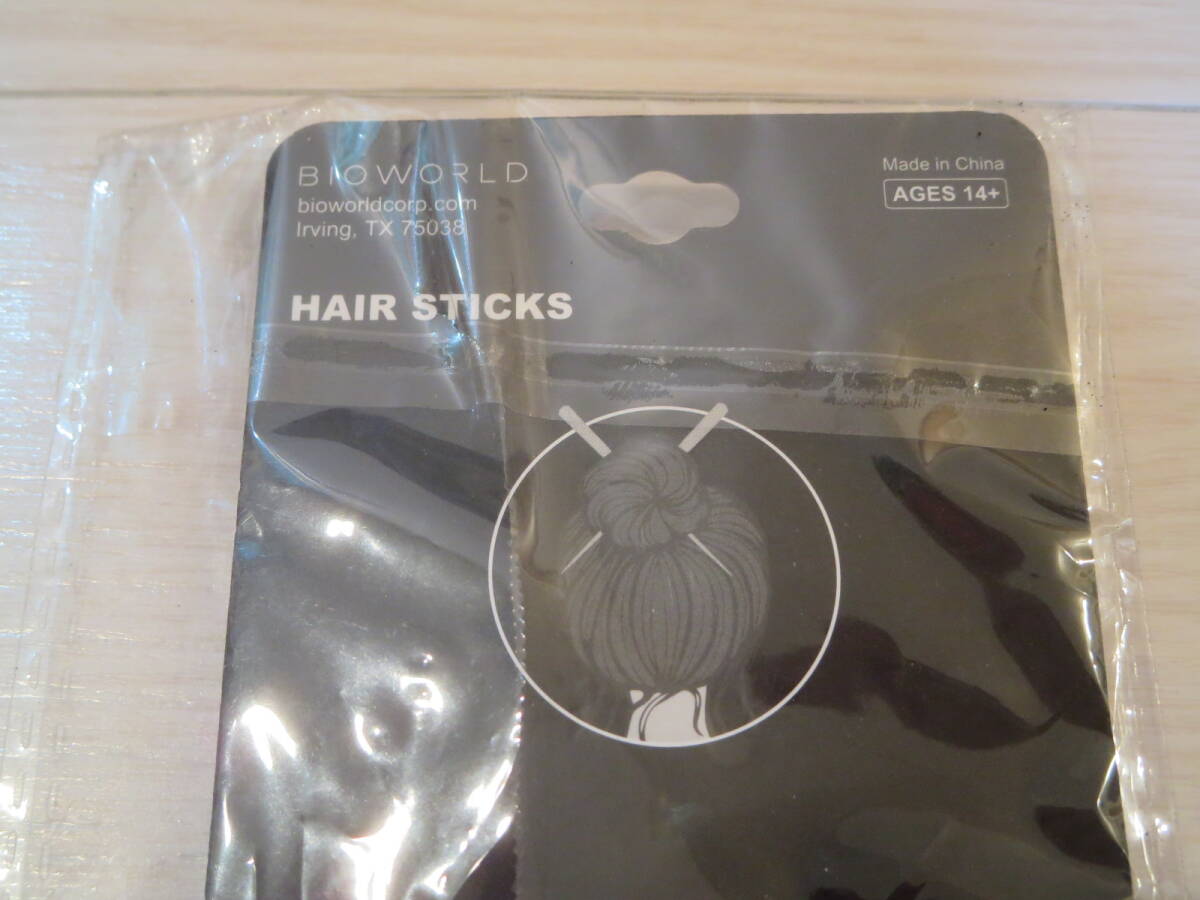 BIOWORLD
bioworldcorp.com
Irving, TX 75038
Made in China
AGES 14+
HAIR STICKS